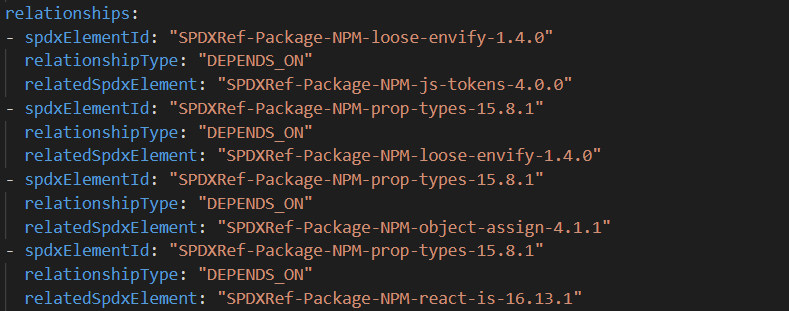 relationships:
- spdxElementId: "SPDXRef-Package-NPM-loose-envify-1.4.0"
  relationshipType: "DEPENDS_ON"
  relatedSpdxElement: "SPDXRef-Package-NPM-js-tokens-4.0.0"
- spdxElementId: "SPDXRef-Package-NPM-prop-types-15.8.1"
  relationshipType: "DEPENDS_ON"
  relatedSpdxElement: "SPDXRef-Package-NPM-loose-envify-1.4.0"
- spdxElementId: "SPDXRef-Package-NPM-prop-types-15.8.1"
  relationshipType: "DEPENDS_ON"
  relatedSpdxElement: "SPDXRef-Package-NPM-object-assign-4.1.1"
- spdxElementId: "SPDXRef-Package-NPM-prop-types-15.8.1"
  relationshipType: "DEPENDS_ON"
  relatedSpdxElement: "SPDXRef-Package-NPM-react-is-16.13.1"